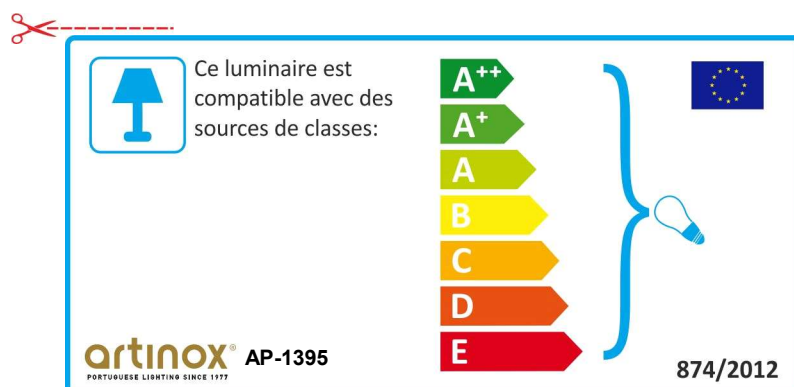 Ce luminaire est
compatible avec des
sources de classes:
A++
A+
A
B
C
D
E
artinox® AP-1395
PORTUGUESE LIGHTING SINCE 1977
874/2012